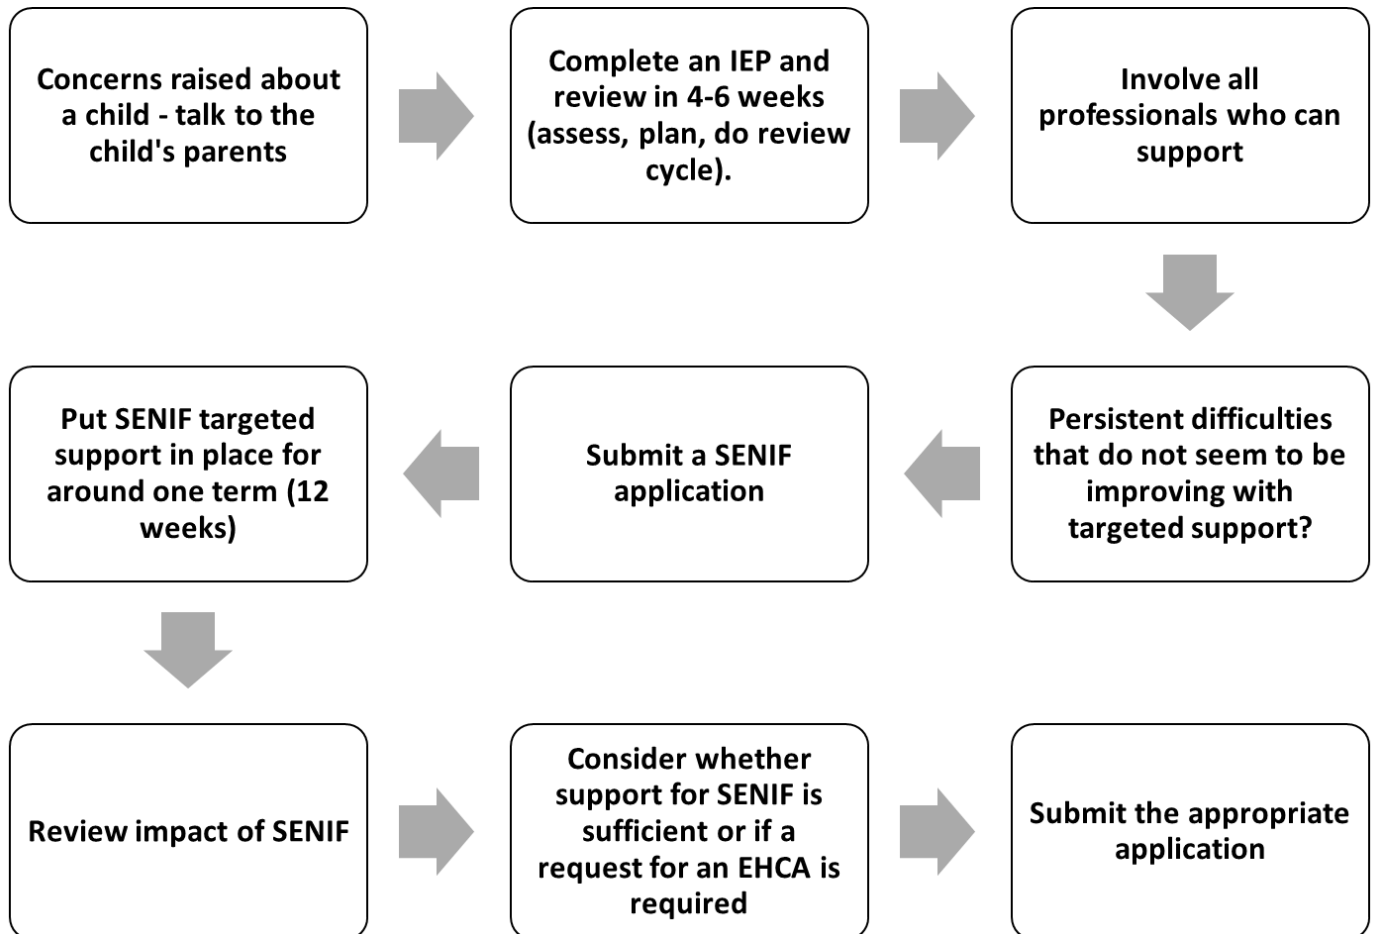 Concerns raised about
a child - talk to the
child's parents
Complete an IEP and
review in 4-6 weeks
(assess, plan, do review
cycle).
Involve all
professionals who can
support
Persistent difficulties
that do not seem to be
improving with
targeted support?
Submit a SENIF
application
Put SENIF targeted
support in place for
around one term (12
weeks)
Review impact of SENIF
Consider whether
support for SENIF is
sufficient or if a
request for an EHCA is
required
Submit the appropriate
application